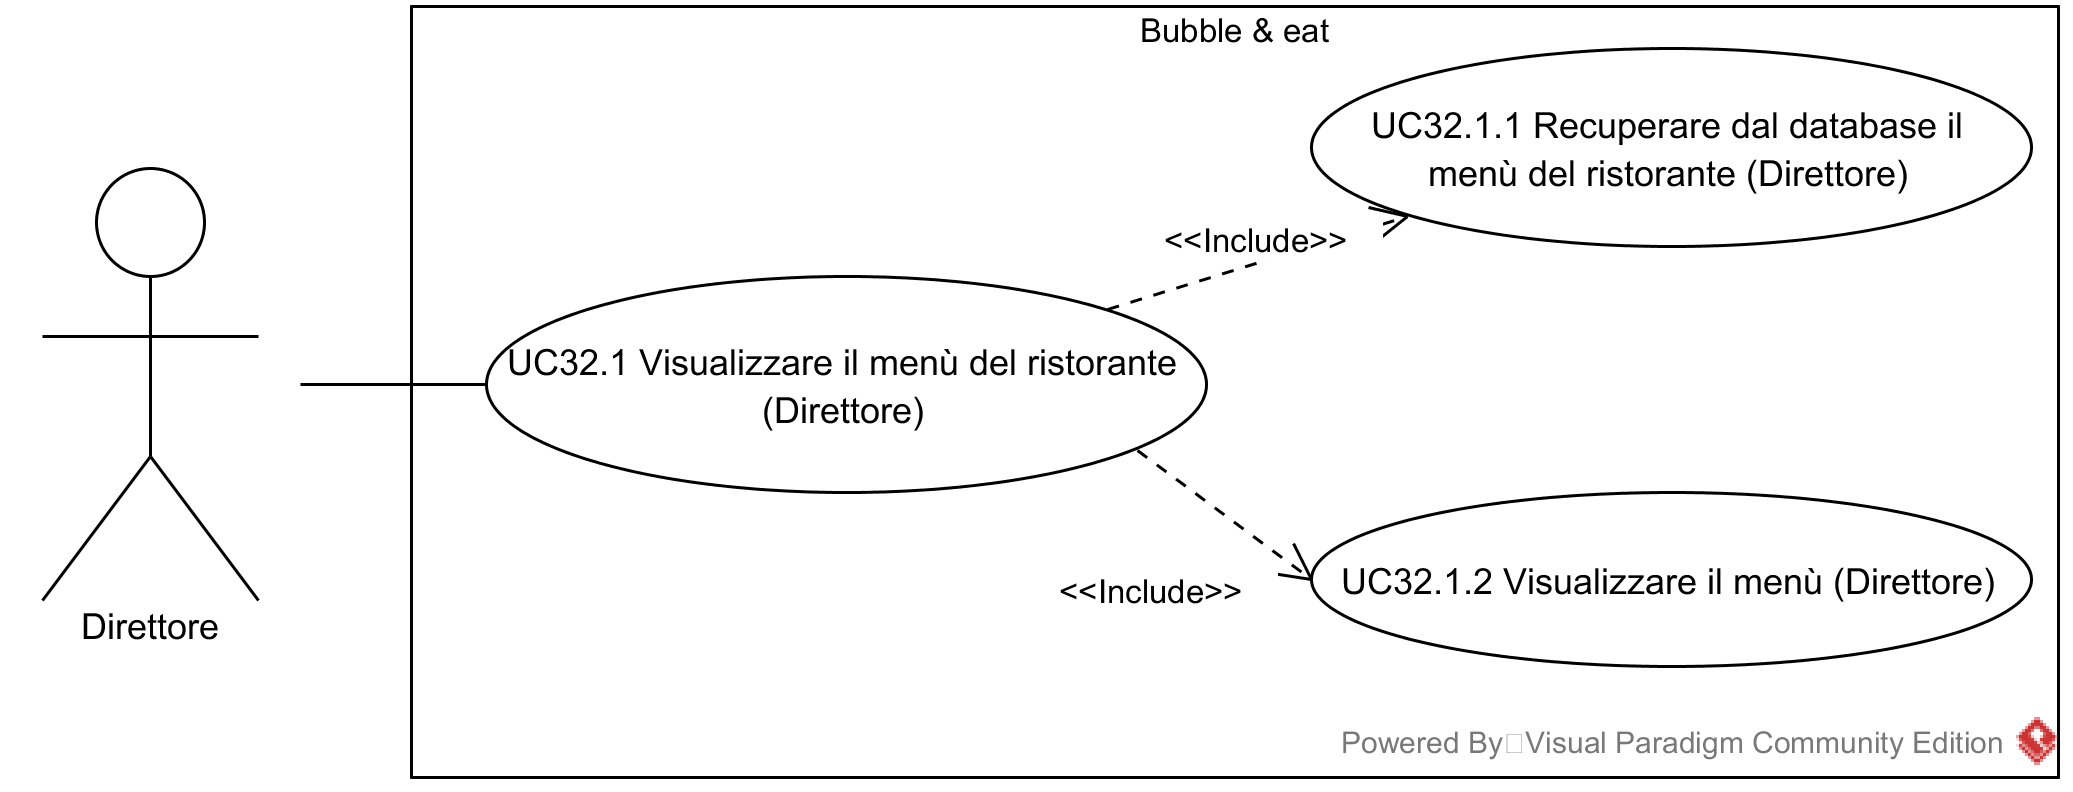 Bubble & eat
UC32.1.1 Recuperare dal database il
menù del ristorante (Direttore)
<<Include>>
UC32.1 Visualizzare il menù del ristorante
(Direttore)
<<Include>>
UC32.1.2 Visualizzare il menù (Direttore)
Direttore
Powered By Visual Paradigm Community Edition